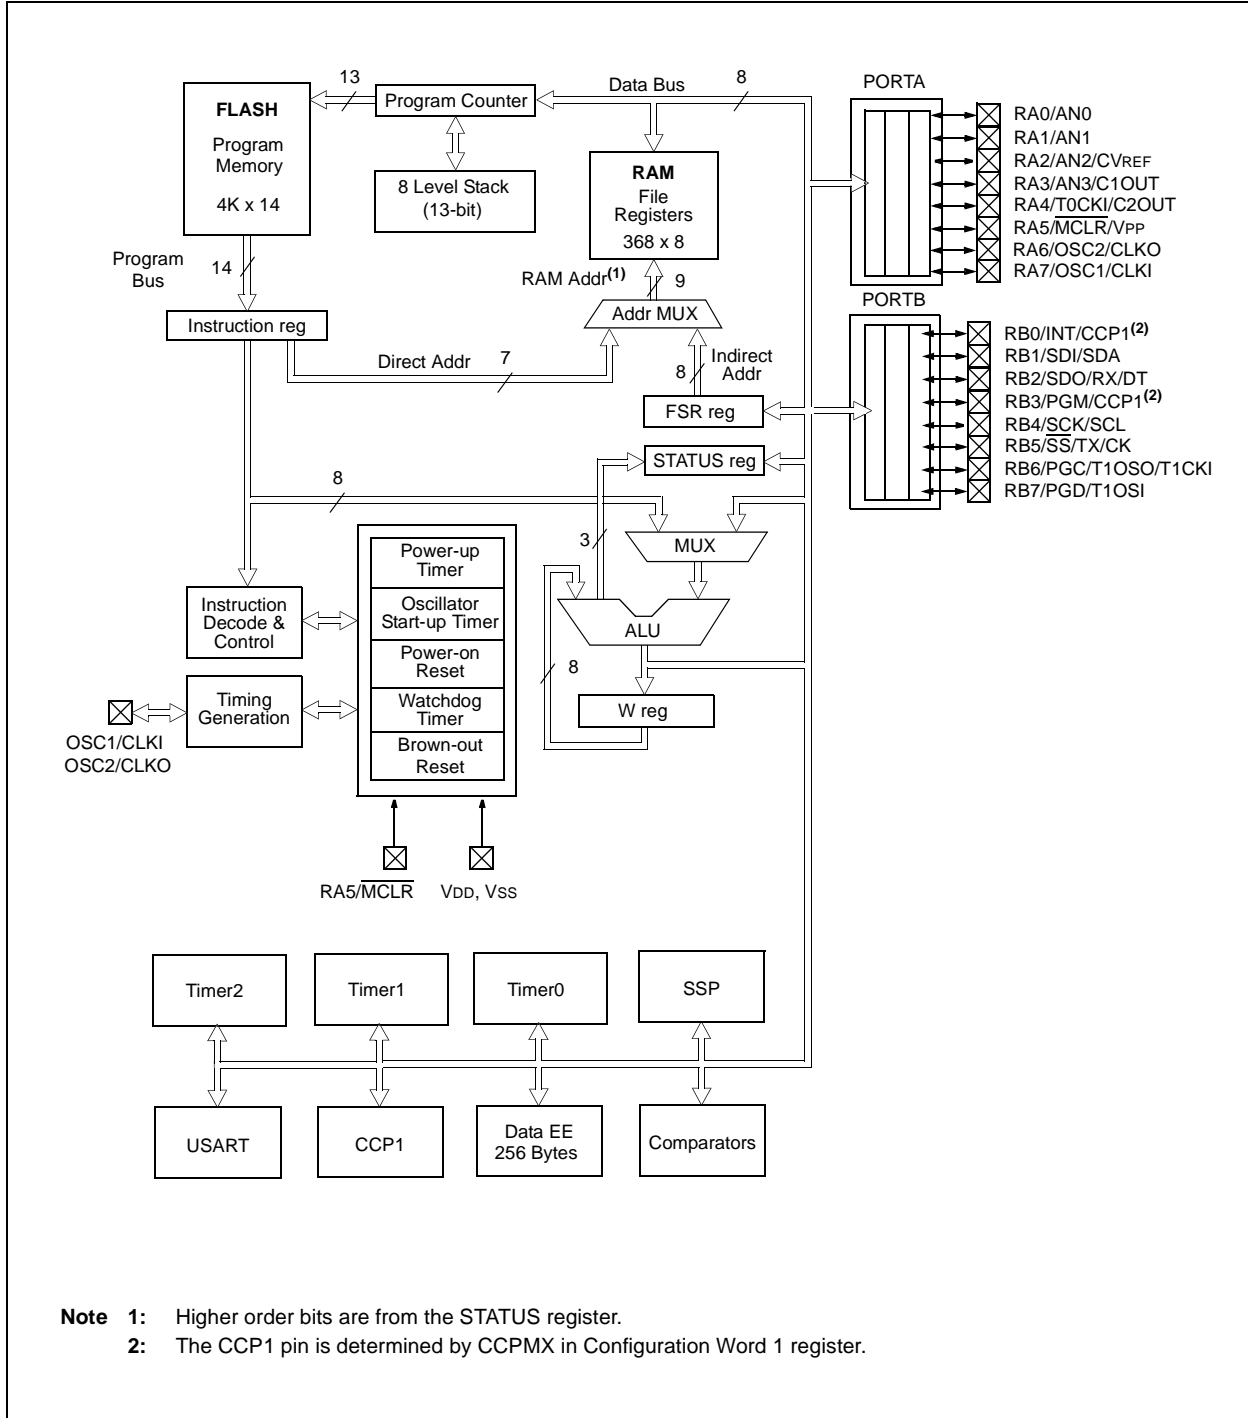 13
Data Bus
8
PORTA
FLASH
Program
Memory
4K x 14
Program Counter
8 Level Stack
(13-bit)
RAM
File
Registers
368 x 8
RA0/AN0
RA1/AN1
RA2/AN2/CVREF
RA3/AN3/C1OUT
RA4/T0CKI/C2OUT
RA5/MCLR/VPP
RA6/OSC2/CLKO
RA7/OSC1/CLKI
Program
Bus
14
RAM Addr(1)
9
PORTB
Instruction reg
Addr MUX
Direct Addr
7
8
Indirect
Addr
FSR reg
STATUS reg
RB0/INT/CCP1(2)
RB1/SDI/SDA
RB2/SDO/RX/DT
RB3/PGM/CCP1(2)
RB4/SCK/SCL
RB5/SS/TX/CK
RB6/PGC/T1OSO/T1CKI
RB7/PGD/T1OSI
8
3
MUX
Power-up
Timer
Oscillator
Start-up Timer
Power-on
Reset
Watchdog
Timer
Brown-out
Reset
Instruction
Decode &
Control
ALU
8
W reg
Timing
Generation
OSC1/CLKI
OSC2/CLKO
RA5/MCLR
VDD, VSS
Timer2
Timer1
Timer0
SSP
USART
CCP1
Data EE
256 Bytes
Comparators
Note 1: Higher order bits are from the STATUS register.
2: The CCP1 pin is determined by CCPMX in Configuration Word 1 register.